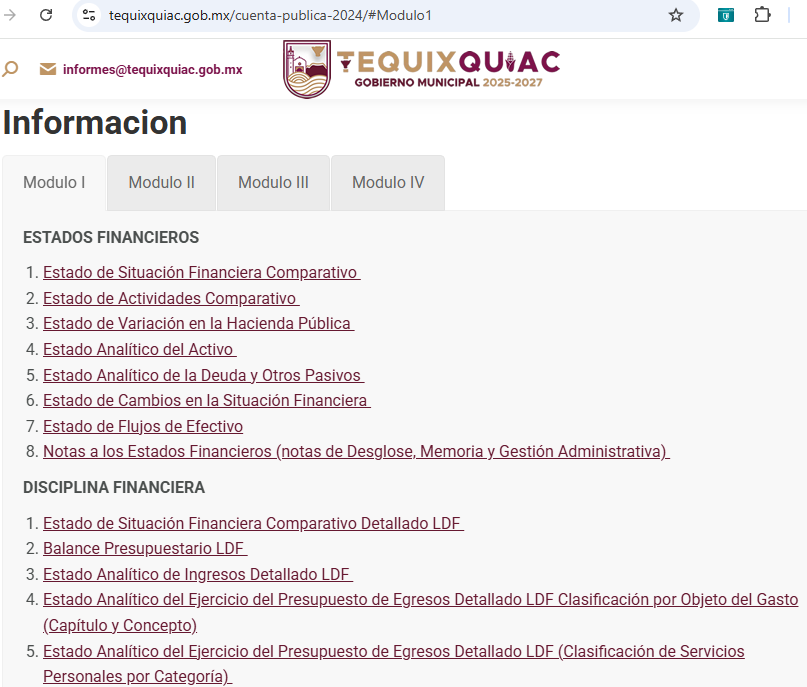 tequixquiac.gob.mx/cuenta-publica-2024/#Modulo1
informes@tequixquiac.gob.mx
TEQUIXQUIAC
GOBIERNO MUNICIPAL 2025-2027
Informacion
Modulo I
Modulo II
Modulo III
Modulo IV
ESTADOS FINANCIEROS
1. Estado de Situación Financiera Comparativo
2. Estado de Actividades Comparativo
3. Estado de Variación en la Hacienda Pública
4. Estado Analítico del Activo
5. Estado Analítico de la Deuda y Otros Pasivos
6. Estado de Cambios en la Situación Financiera
7. Estado de Flujos de Efectivo
8. Notas a los Estados Financieros (notas de Desglose, Memoria y Gestión Administrativa)
DISCIPLINA FINANCIERA
1. Estado de Situación Financiera Comparativo Detallado LDF
2. Balance Presupuestario LDF
3. Estado Analítico de Ingresos Detallado LDF
4. Estado Analítico del Ejercicio del Presupuesto de Egresos Detallado LDF Clasificación por Objeto del Gasto
(Capítulo y Concepto)
5. Estado Analítico del Ejercicio del Presupuesto de Egresos Detallado LDF (Clasificación de Servicios
Personales por Categoría)